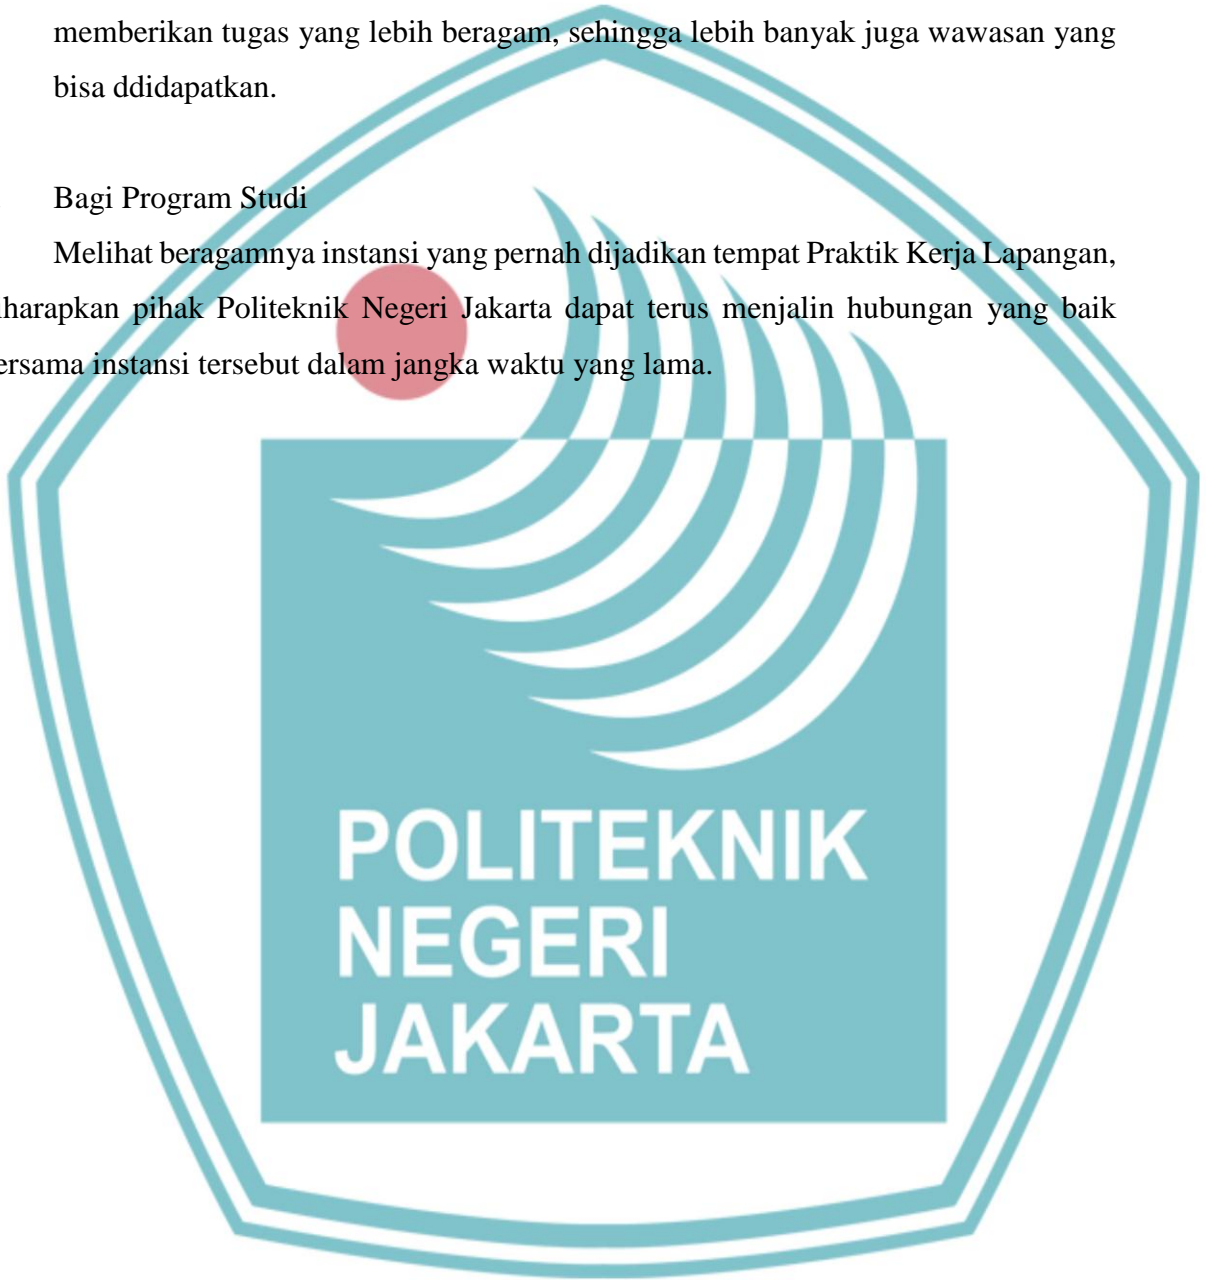 memberikan tugas yang lebih beragam, sehingga lebih banyak juga wawasan yang
bisa ddidapatkan.
Bagi Program Studi
Melihat beragamnya instansi yang pernah dijadikan tempat Praktik Kerja Lapangan,
iharapkan pihak Politeknik Negeri Jakarta dapat terus menjalin hubungan yang baik
ersama instansi tersebut dalam jangka waktu yang lama.
POLITEKNIK
NEGERI
JAKARTA